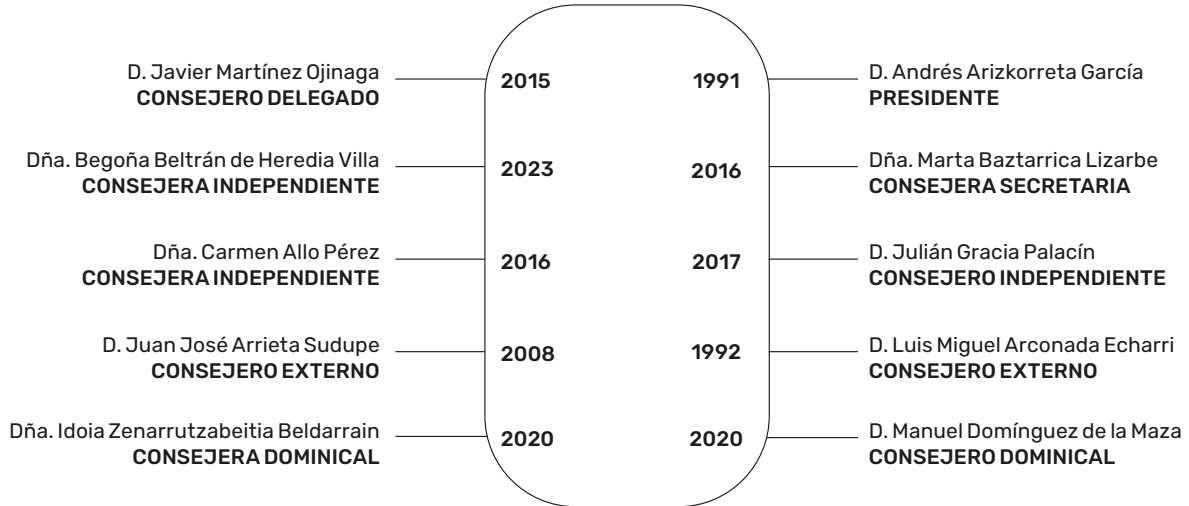 D. Javier Martínez Ojinaga
CONSEJERO DELEGADO
2015
1991
D. Andrés Arizkorreta García
PRESIDENTE
Dña. Begoña Beltrán de Heredia Villa
CONSEJERA INDEPENDIENTE
2023
2016
Dña. Marta Baztarrica Lizarbe
CONSEJERA SECRETARIA
Dña. Carmen Allo Pérez
CONSEJERA INDEPENDIENTE
2016
2017
D. Julián Gracia Palacín
CONSEJERO INDEPENDIENTE
D. Juan José Arrieta Sudupe
CONSEJERO EXTERNO
2008
1992
D. Luis Miguel Arconada Echarri
CONSEJERO EXTERNO
Dña. Idoia Zenarrutzabeitia Beldarrain
CONSEJERA DOMINICAL
2020
2020
D. Manuel Domínguez de la Maza
CONSEJERO DOMINICAL